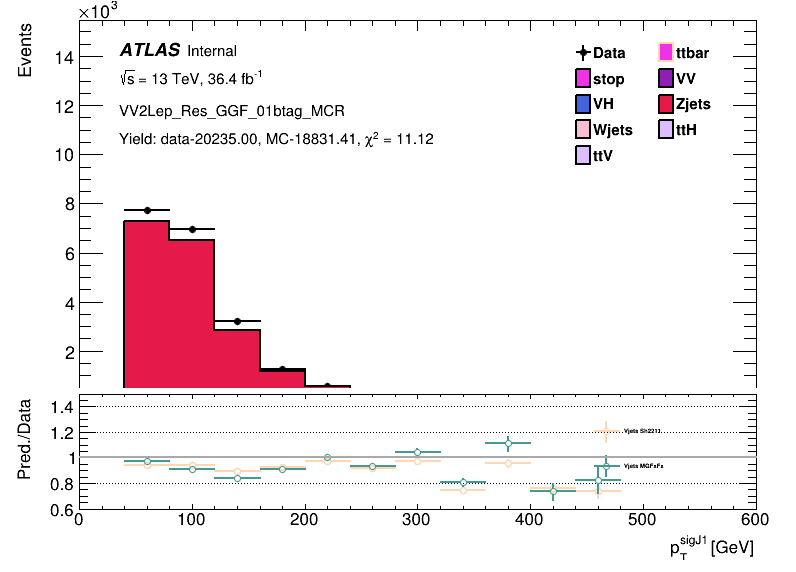 ×10³
Events
14
12
10
8
6
4
2
ATLAS Internal
√s = 13 TeV, 36.4 fb⁻¹
VV2Lep_Res_GGF_01btag_MCR
Yield: data-20235.00, MC-18831.41, χ² = 11.12
Data ttbar
stop VV
VH Zjets
Wjets ttH
ttV
Pred./Data
1.4
1.2
1
0.8
0.6
Vjets Sh2211
Vjets MGFxFx
0 100 200 300 400 500 600
p_T^sigJ1 [GeV]